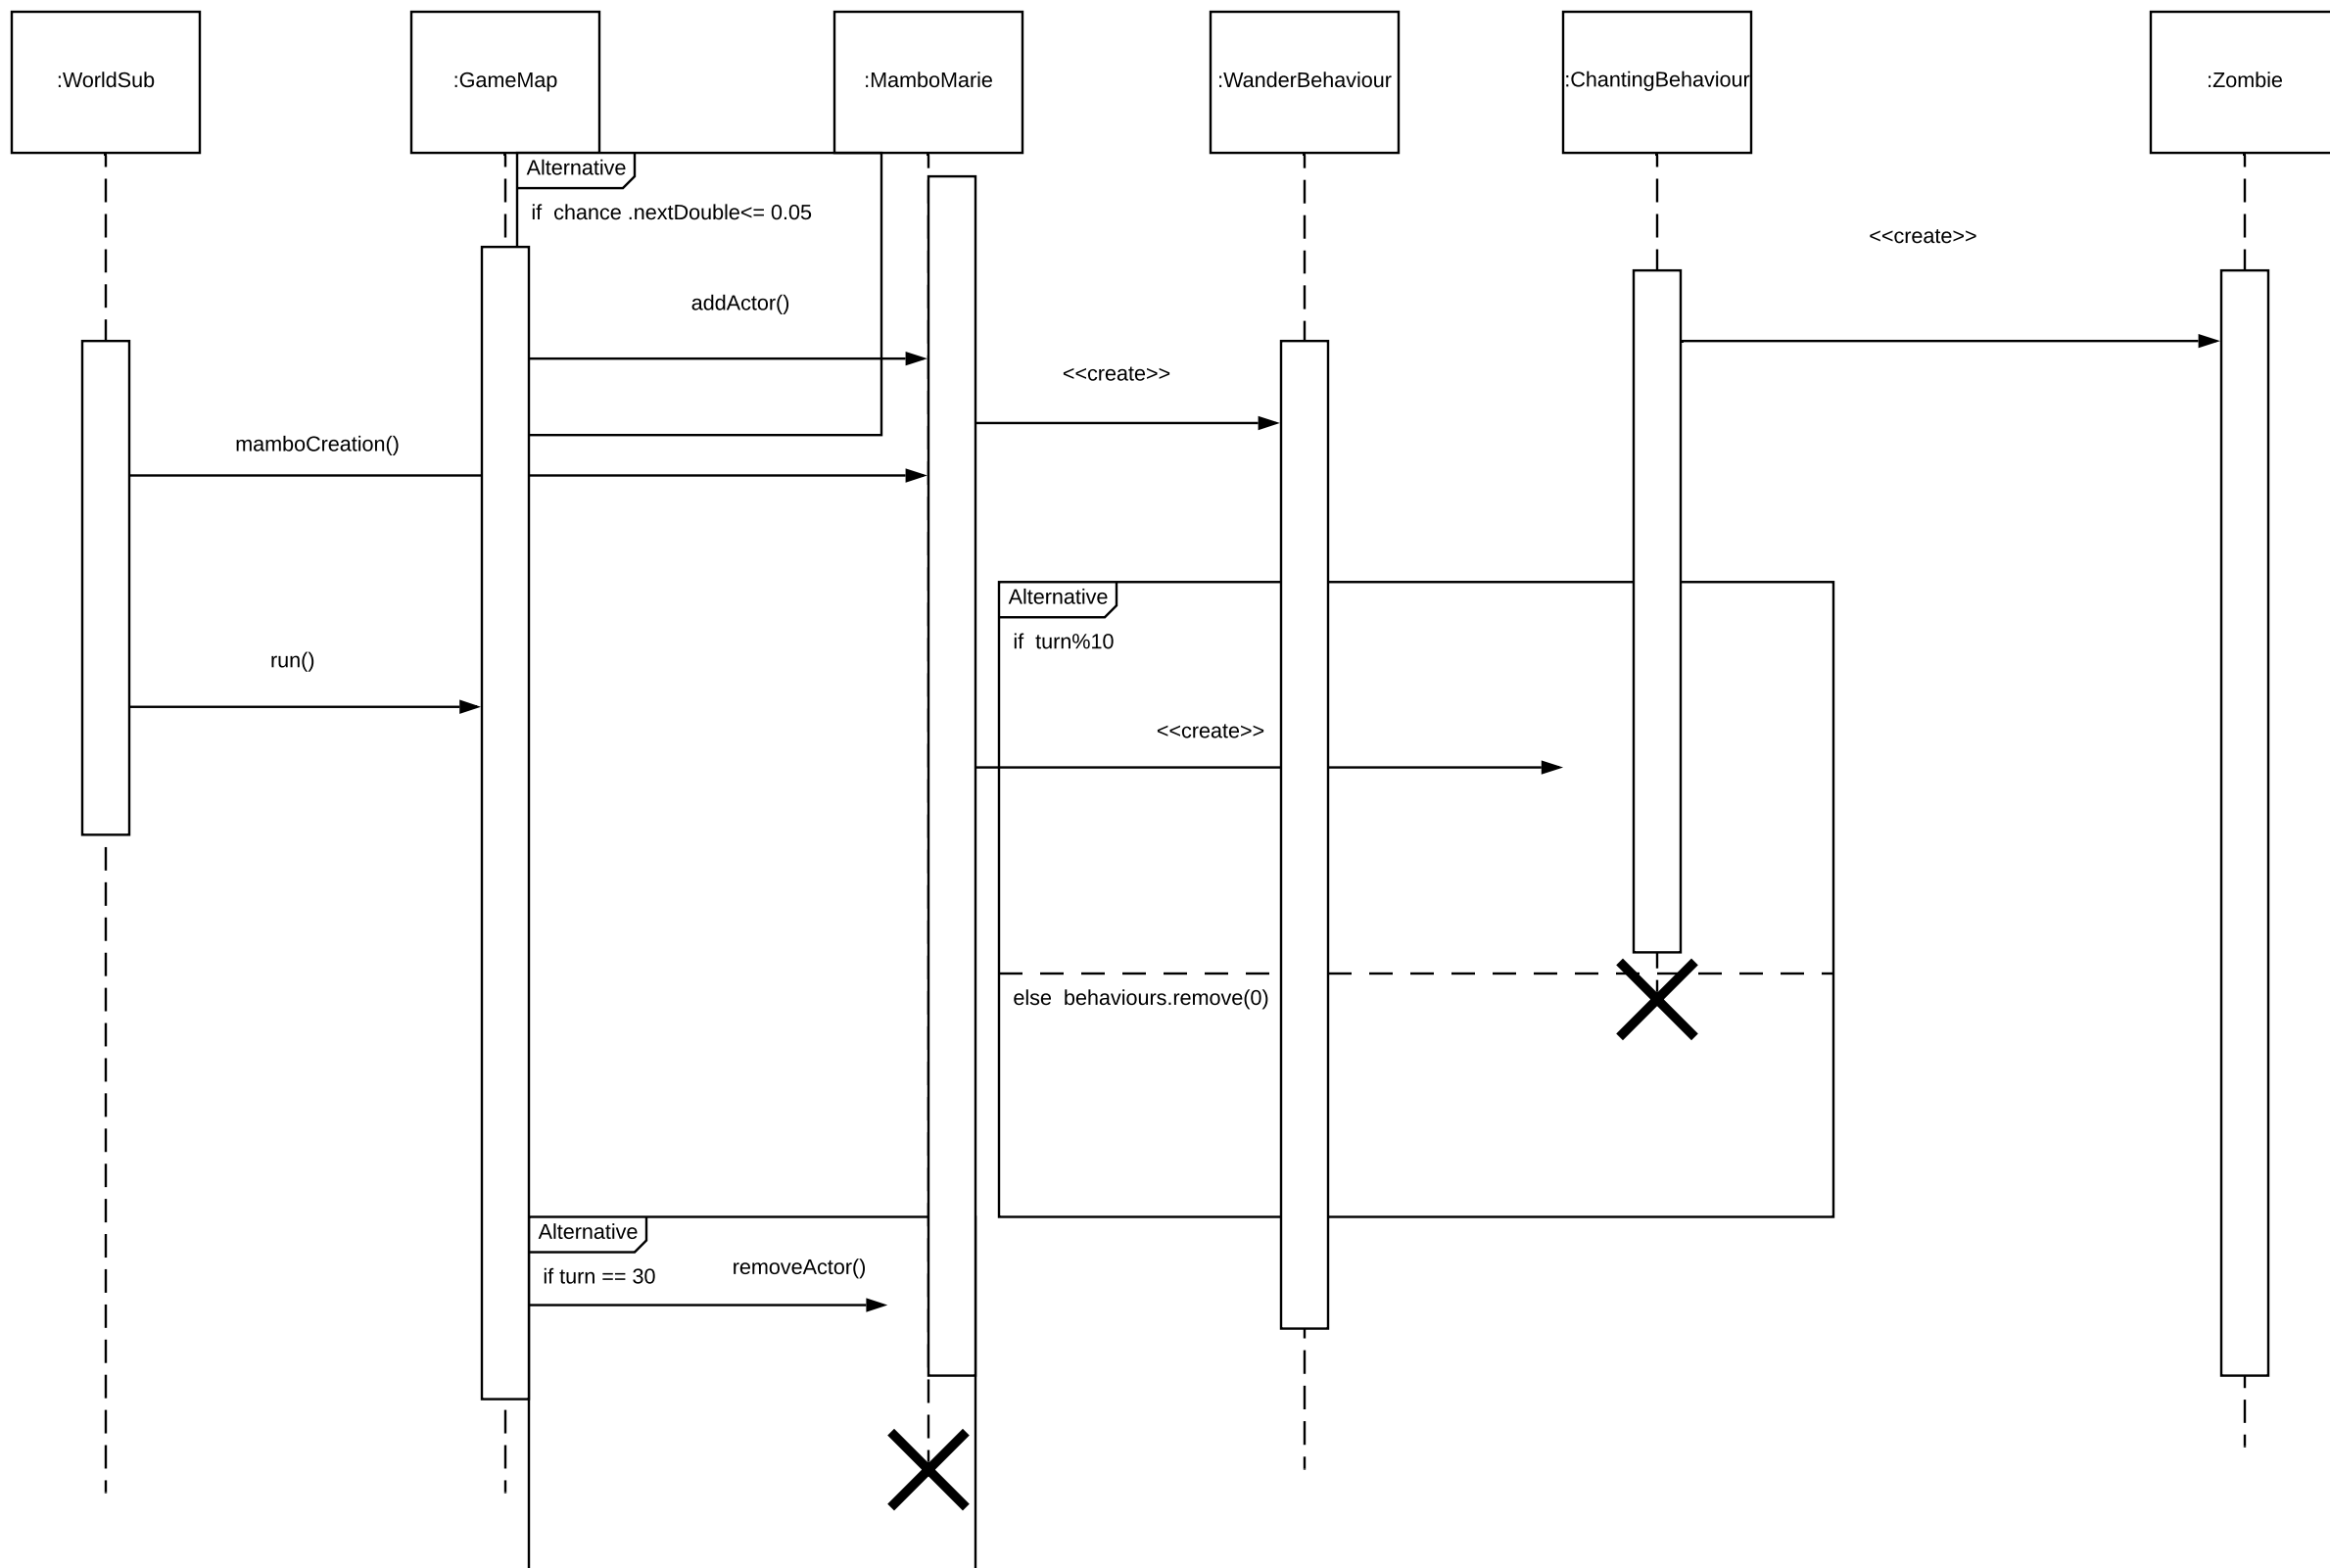 :WorldSub
:GameMap
:MamboMarie
:WanderBehaviour
:ChantingBehaviour
:Zombie
Alternative
if  chance .nextDouble<= 0.05
<<create>>
addActor()
<<create>>
mamboCreation()
Alternative
if  turn%10
run()
<<create>>
else  behaviours.remove(0)
Alternative
removeActor()
if turn == 30